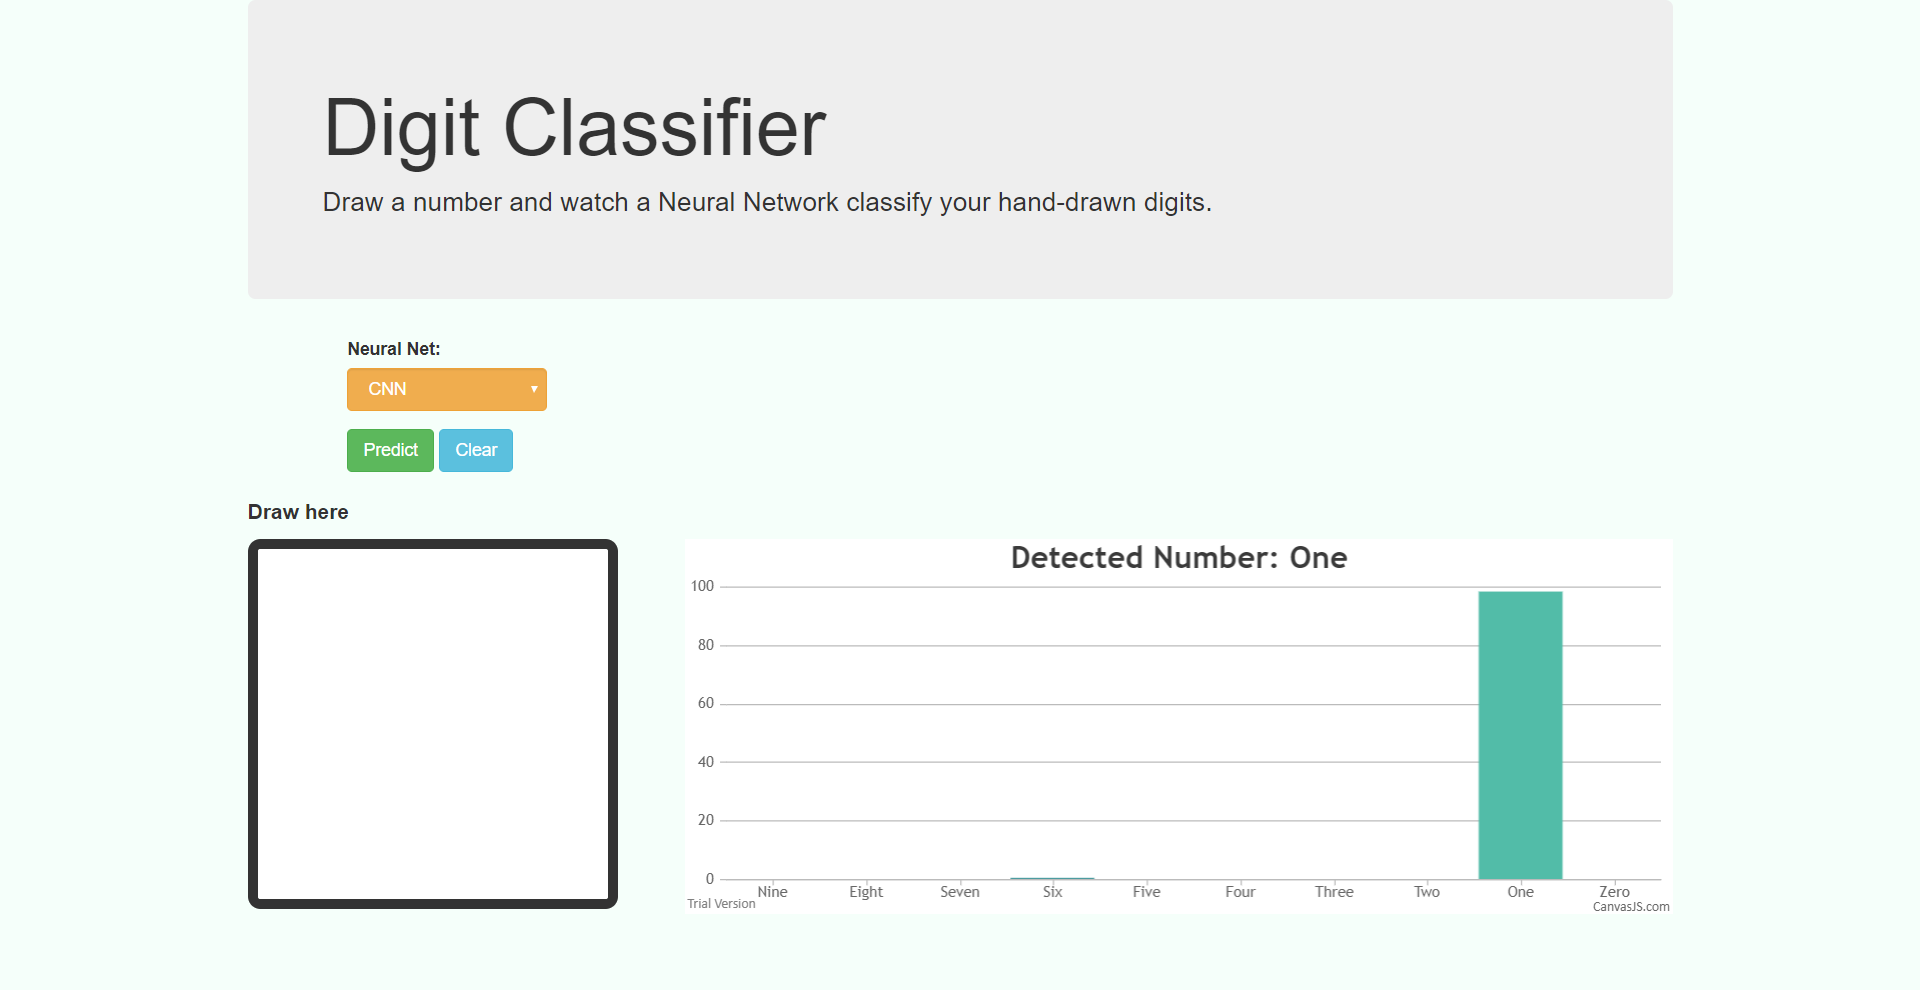 Digit Classifier
Draw a number and watch a Neural Network classify your hand-drawn digits.
Neural Net:
CNN
Predict Clear
Draw here
Detected Number: One
100
80
60
40
20
0
Nine Eight Seven Six Five Four Three Two One Zero
Trial Version CanvasJS.com